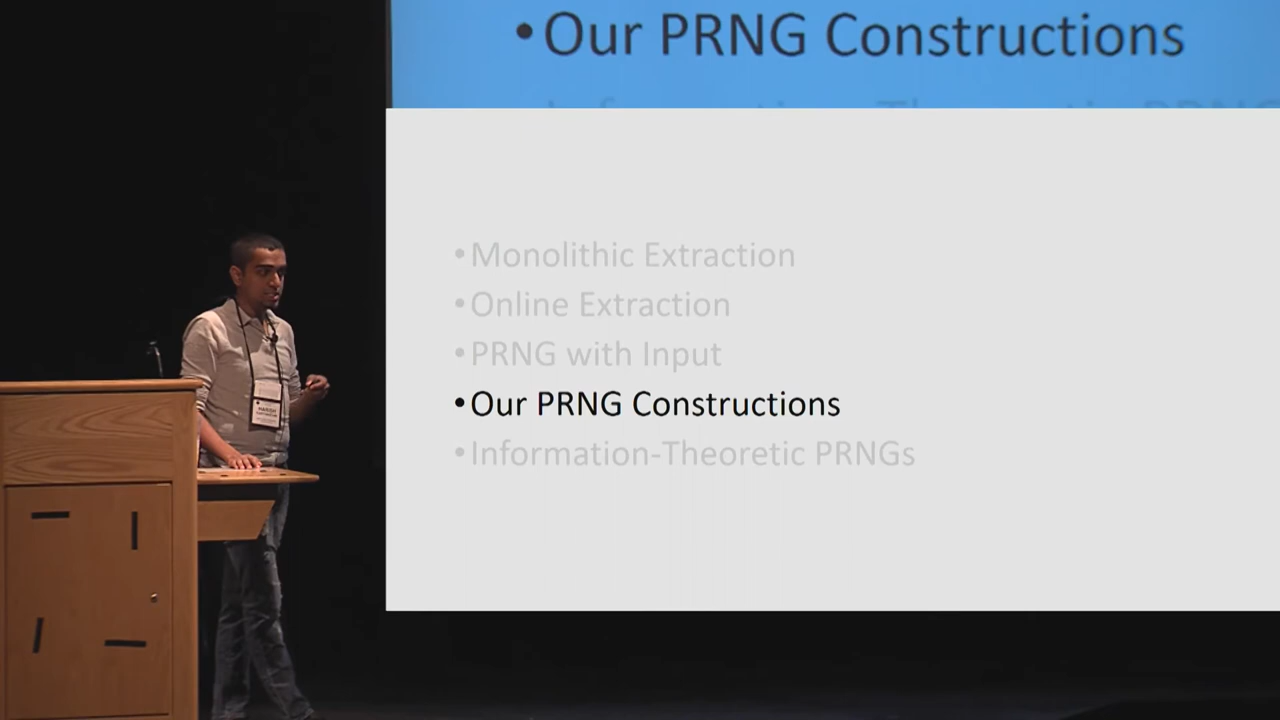 •Our PRNG Constructions
•Monolithic Extraction
•Online Extraction
•PRNG with Input
•Our PRNG Constructions
•Information-Theoretic PRNGs